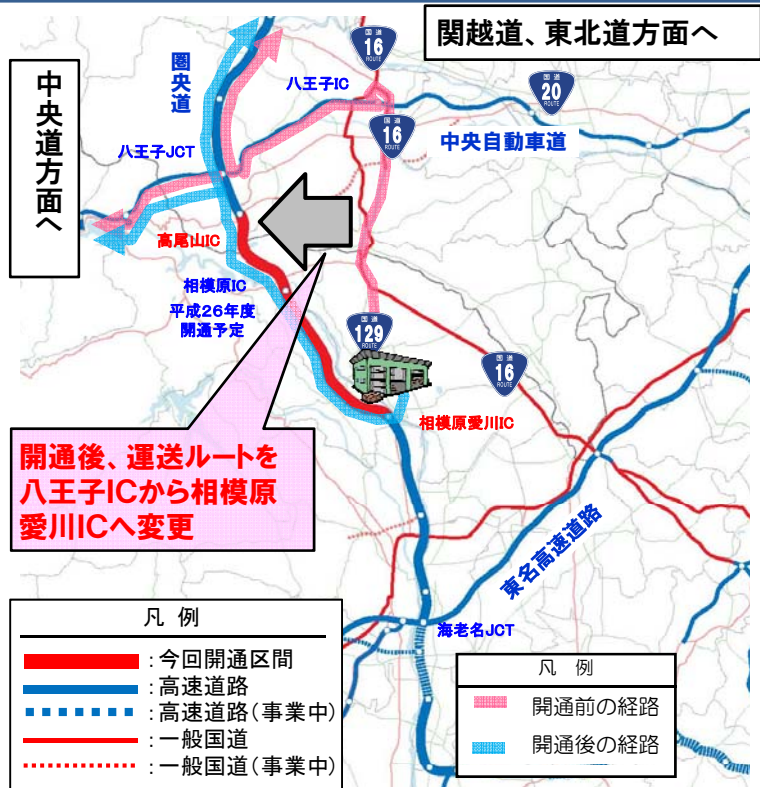 関越道、東北道方面へ
国道
16
ROUTE
圏央道
八王子IC
国道
20
ROUTE
中央道方面へ
国道
16
ROUTE
中央自動車道
八王子JCT
高尾山IC
相模原IC
平成26年度
開通予定
国道
129
ROUTE
国道
16
ROUTE
相模原愛川IC
開通後、運送ルートを
八王子ICから相模原
愛川ICへ変更
東名高速道路
海老名JCT
凡 例
:今回開通区間
:高速道路
:高速道路(事業中)
:一般国道
:一般国道(事業中)
凡 例
開通前の経路
開通後の経路